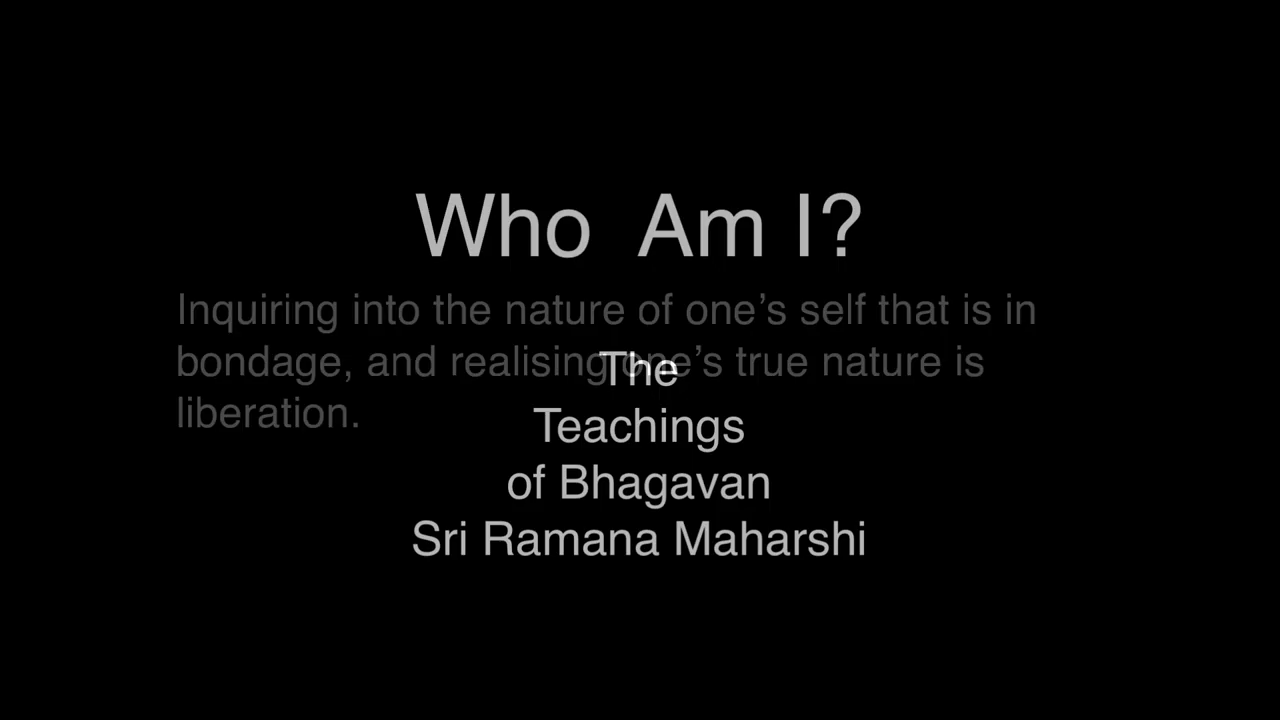 Who Am I?
Inquiring into the nature of one’s self that is in
bondage, and realising one’s true nature is
liberation.
The
Teachings
of Bhagavan
Sri Ramana Maharshi